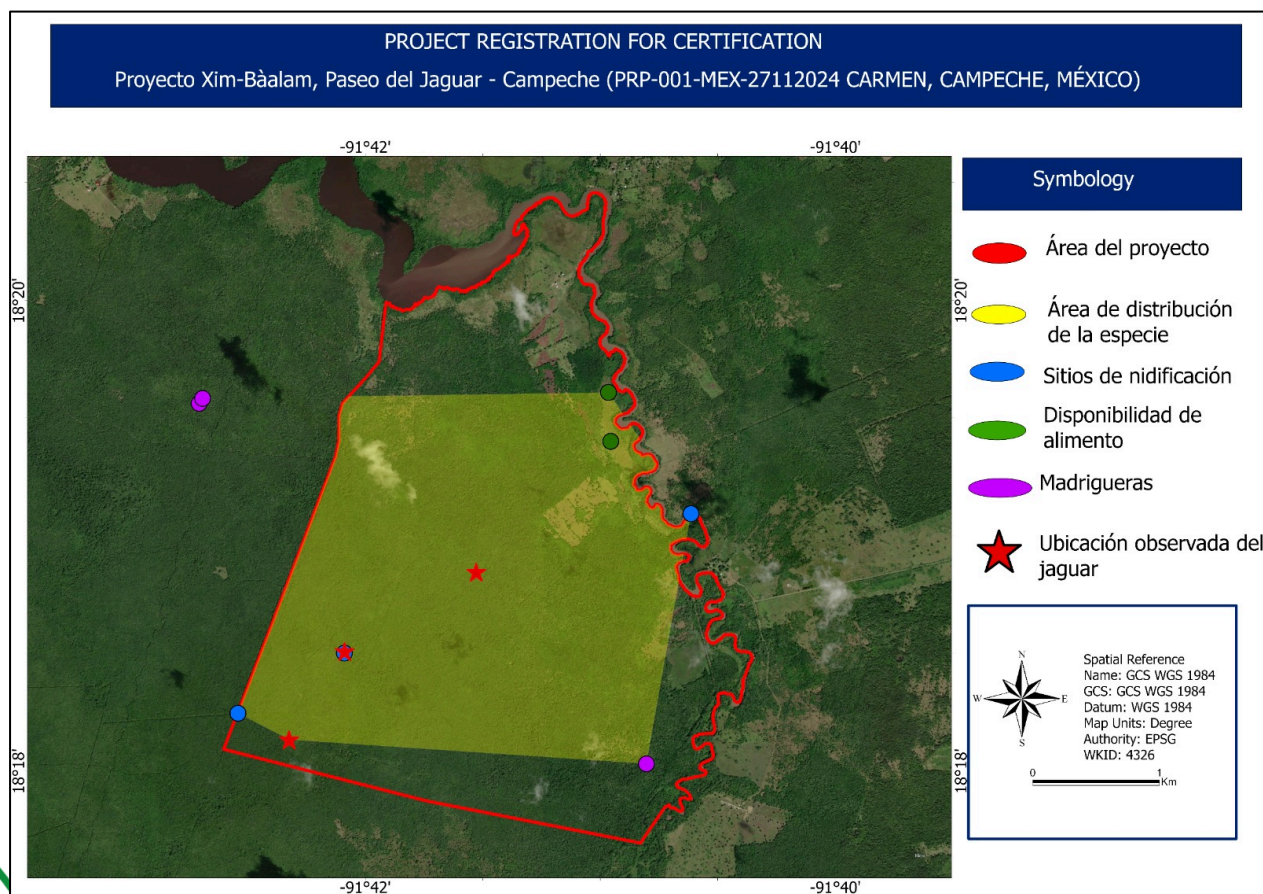 PROJECT REGISTRATION FOR CERTIFICATION
Proyecto Xim-Bàalam, Paseo del Jaguar - Campeche (PRP-001-MEX-27112024 CARMEN, CAMPECHE, MÉXICO)
-91°42'
-91°40'
18°20'
18°20'
18°18'
18°18'
-91°42'
-91°40'
Symbology
Área del proyecto
Área de distribución
de la especie
Sitios de nidificación
Disponibilidad de
alimento
Madrigueras
Ubicación observada del
jaguar
N
W
E
S
Spatial Reference
Name: GCS WGS 1984
GCS: GCS WGS 1984
Datum: WGS 1984
Map Units: Degree
Authority: EPSG
WKID: 4326
0
1
Km